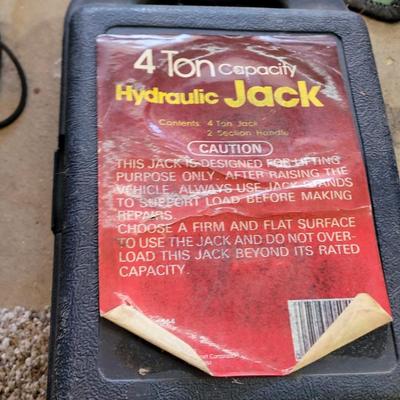 4 Ton Capacity
Hydraulic Jack
Contents: 4 Ton Jack
2 Section Handle
CAUTION
THIS JACK IS DESIGNED FOR LIFTING
PURPOSE ONLY. AFTER RAISING THE
VEHICLE, ALWAYS USE JACK STANDS
TO SUPPORT LOAD BEFORE MAKING
REPAIRS.
CHOOSE A FIRM AND FLAT SURFACE
TO USE THE JACK AND DO NOT OVER-
LOAD THIS JACK BEYOND ITS RATED
CAPACITY.